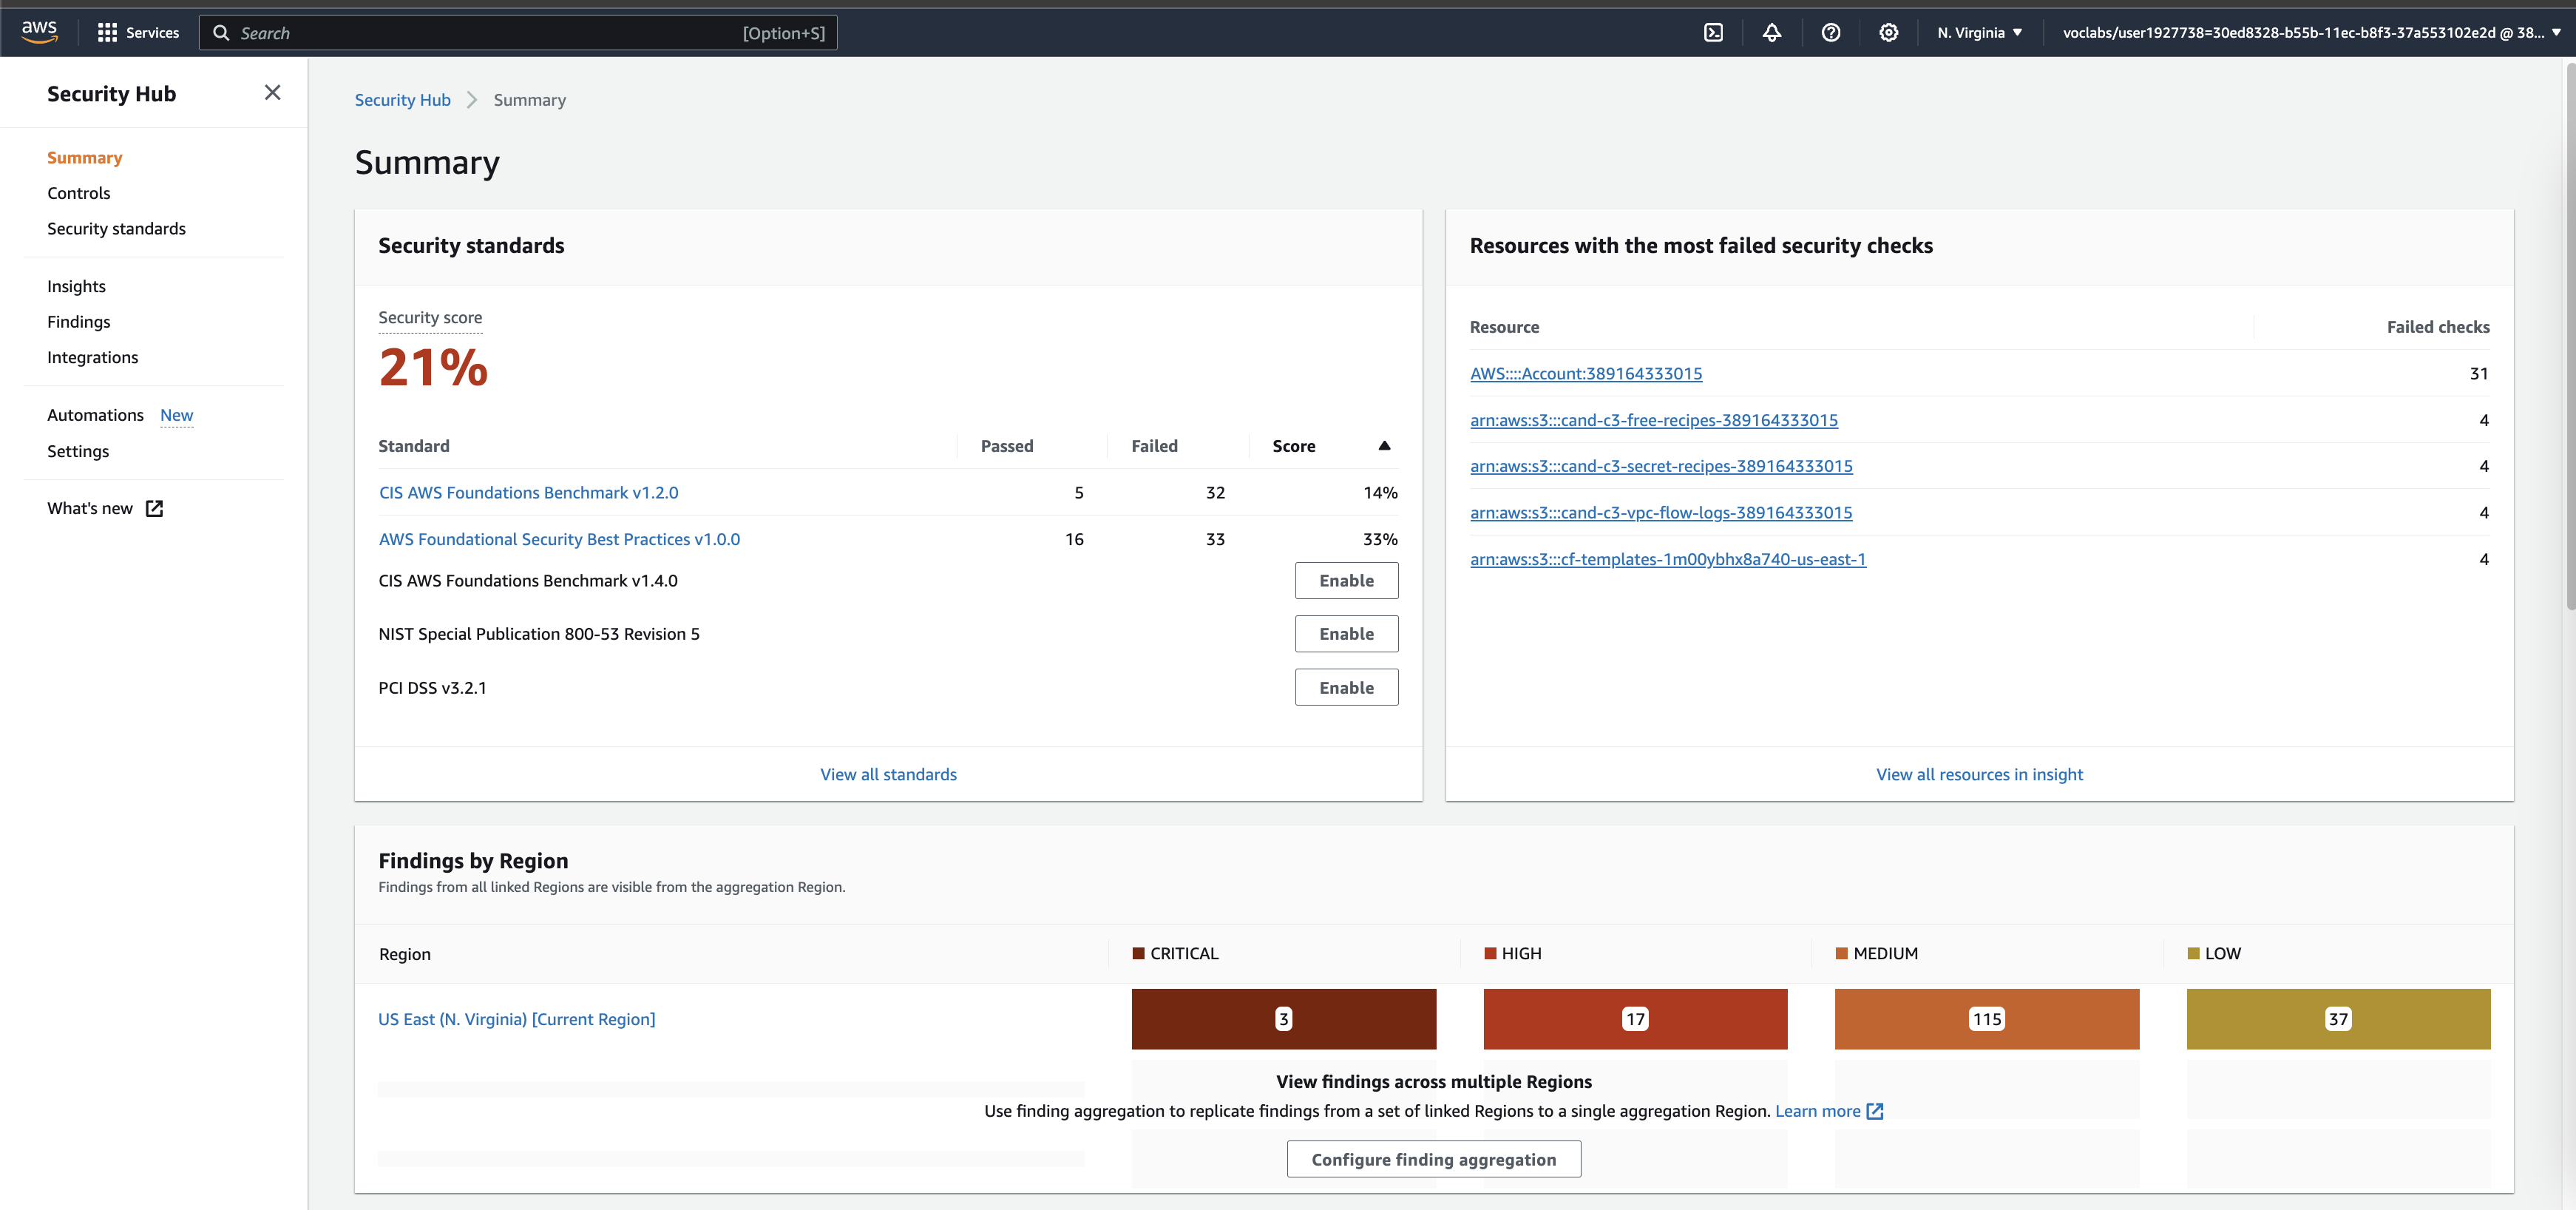 aws
Services
Search
[Option+S]
N. Virginia
voclabs/user1927738=30ed8328-b55b-11ec-b8f3-37a553102e2d @ 38...
Security Hub
Summary
Controls
Security standards
Insights
Findings
Integrations
Automations New
Settings
What's new
Security Hub Summary
Summary
Security standards
Security score
21%
Standard Passed Failed Score
CIS AWS Foundations Benchmark v1.2.0 5 32 14%
AWS Foundational Security Best Practices v1.0.0 16 33 33%
CIS AWS Foundations Benchmark v1.4.0 Enable
NIST Special Publication 800-53 Revision 5 Enable
PCI DSS v3.2.1 Enable
View all standards
Resources with the most failed security checks
Resource Failed checks
AWS::::Account:389164333015 31
arn:aws:s3:::cand-c3-free-recipes-389164333015 4
arn:aws:s3:::cand-c3-secret-recipes-389164333015 4
arn:aws:s3:::cand-c3-vpc-flow-logs-389164333015 4
arn:aws:s3:::cf-templates-1m00ybhx8a740-us-east-1 4
View all resources in insight
Findings by Region
Findings from all linked Regions are visible from the aggregation Region.
Region CRITICAL HIGH MEDIUM LOW
US East (N. Virginia) [Current Region] 3 17 115 37
View findings across multiple Regions
Use finding aggregation to replicate findings from a set of linked Regions to a single aggregation Region. Learn more
Configure finding aggregation